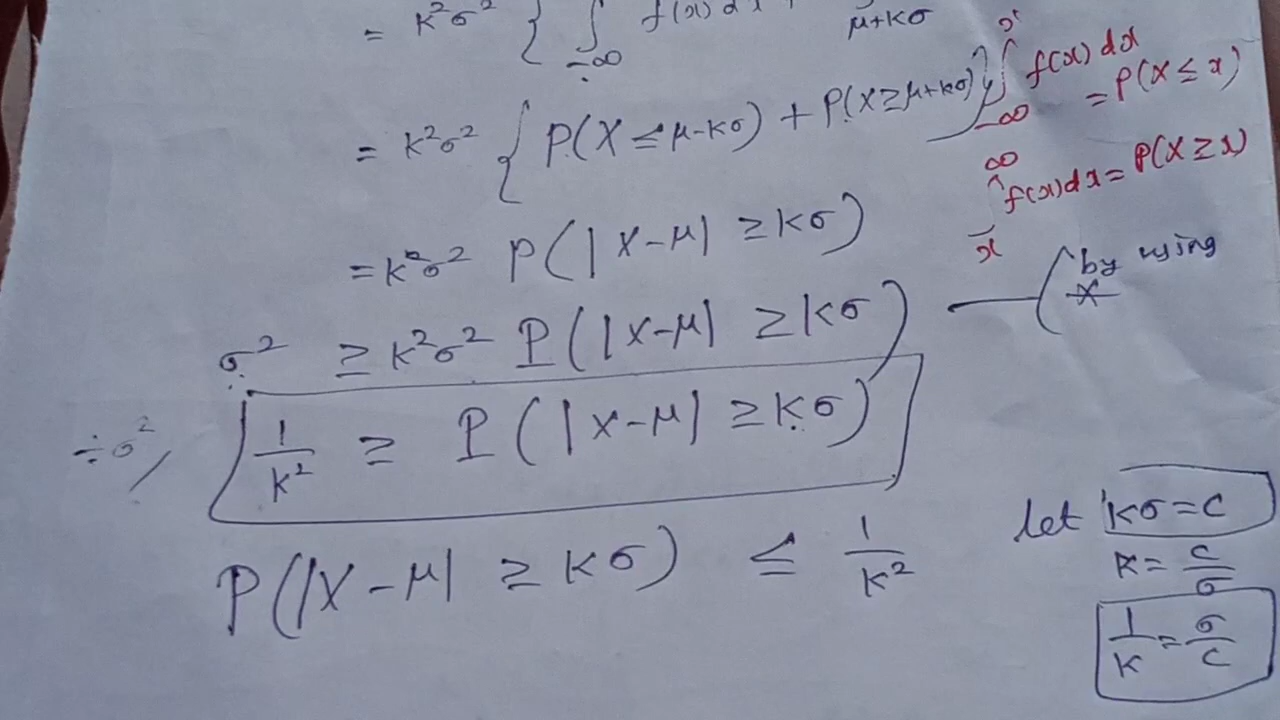 = k²σ² { ∫ f(x) dx +
-∞
μ+kσ
= k²σ² { P(X ≤ μ-kσ) + P(X ≥ μ+kσ) }
x
∫ f(x) dx
-∞
= P(X ≤ x)
∞
∫ f(x) dx = P(X ≥ x)
x
= k²σ² P(|X-μ| ≥ kσ)
σ² ≥ k²σ² P(|X-μ| ≥ kσ) — (by using
*
÷σ² 1/k² ≥ P(|X-μ| ≥ kσ)
P(|X-μ| ≥ kσ) ≤ 1/k²
let kσ = c
k = c/σ
1/k = σ/c